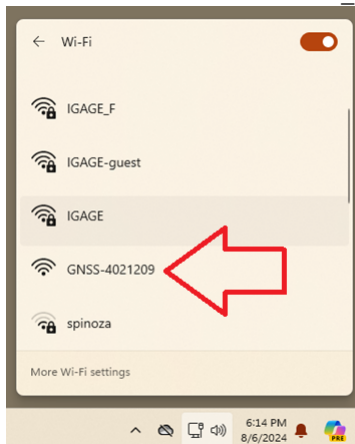 Wi-Fi
IGAGE_F
IGAGE-guest
IGAGE
GNSS-4021209
spinoza
More Wi-Fi settings
6:14 PM
8/6/2024
PRE